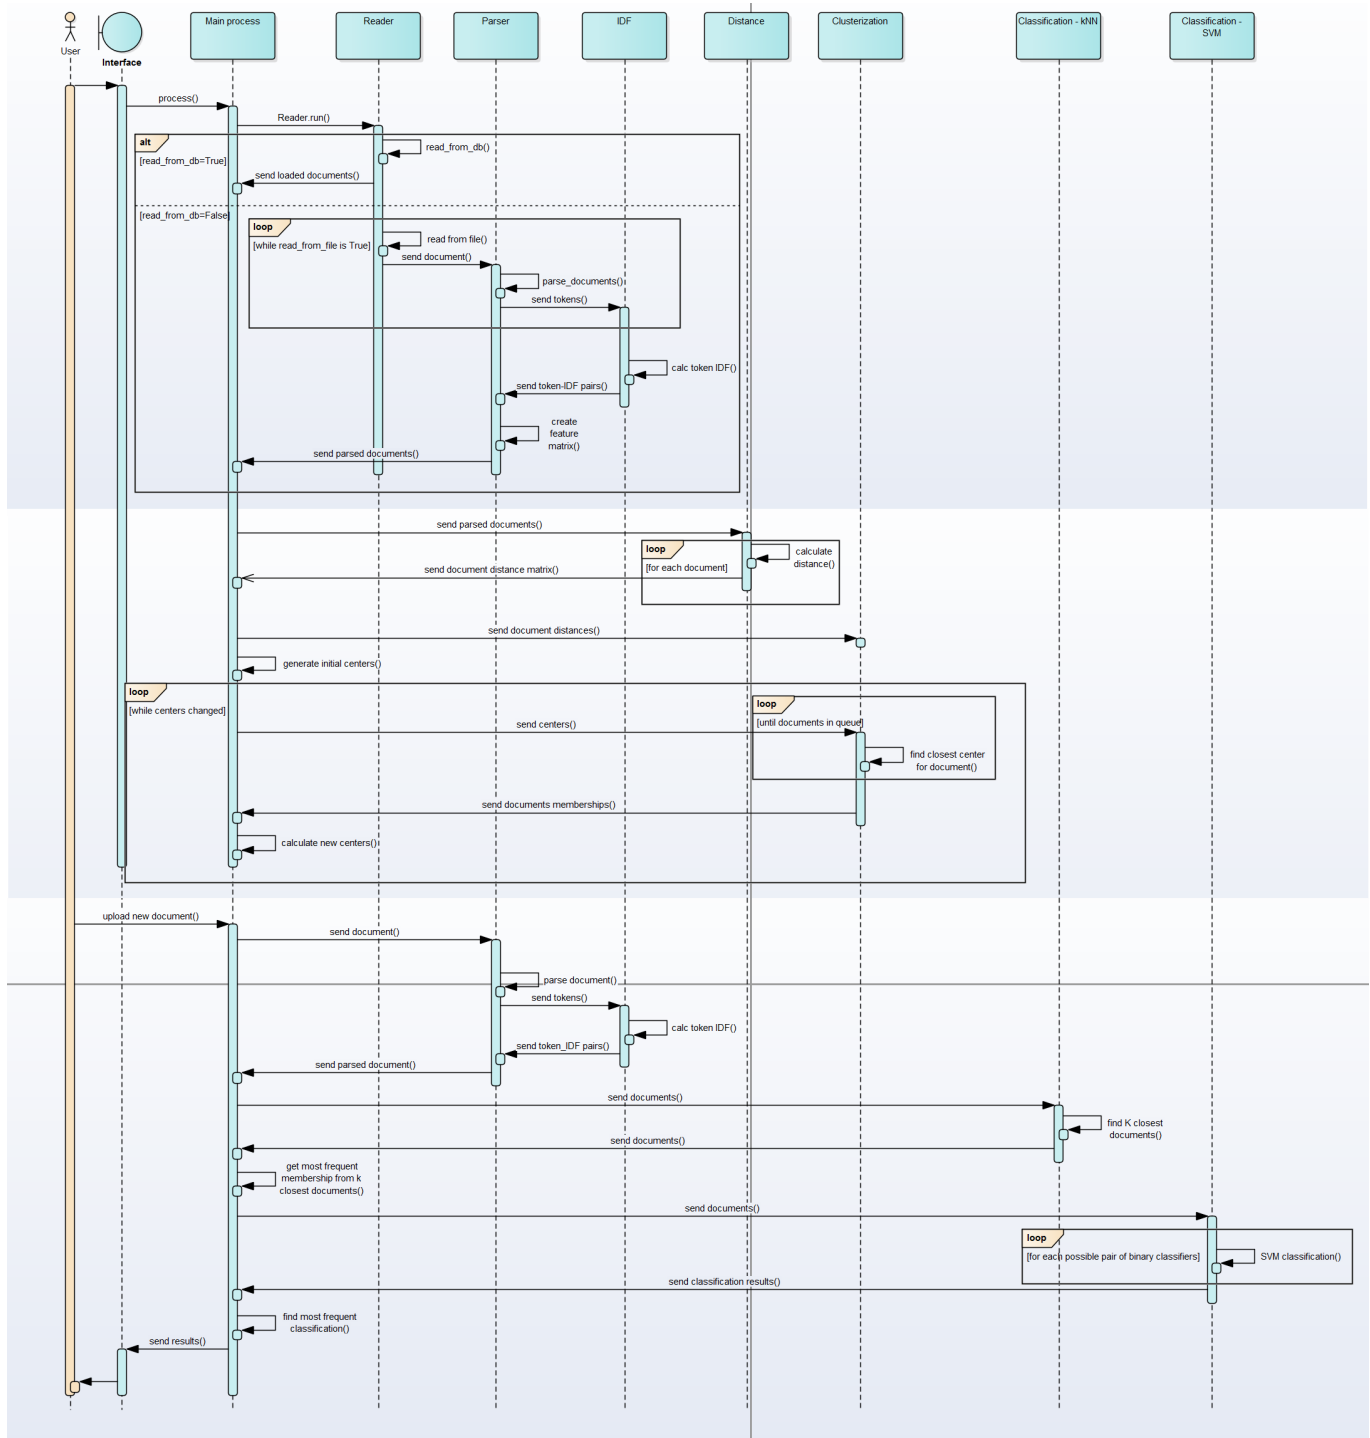 User
Interface
Main process
Reader
Parser
IDF
Distance
Clusterization
Classification - kNN
Classification -
SVM
process()
Reader.run()
alt
[read_from_db=True]
read_from_db()
send loaded documents()
[read_from_db=False]
loop
[while read_from_file is True]
read from file()
send document()
parse_documents()
send tokens()
calc token IDF()
send token-IDF pairs()
create
feature
matrix()
send parsed documents()
send parsed documents()
loop
[for each document]
calculate
distance()
send document distance matrix()
send document distances()
generate initial centers()
loop
[while centers changed]
loop
[until documents in queue]
send centers()
find closest center
for document()
send documents memberships()
calculate new centers()
upload new document()
send document()
parse document()
send tokens()
calc token IDF()
send token_IDF pairs()
send parsed document()
send documents()
find K closest
documents()
send documents()
get most frequent
membership from k
closest documents()
send documents()
loop
[for each possible pair of binary classifiers]
SVM classification()
send classification results()
find most frequent
classification()
send results()